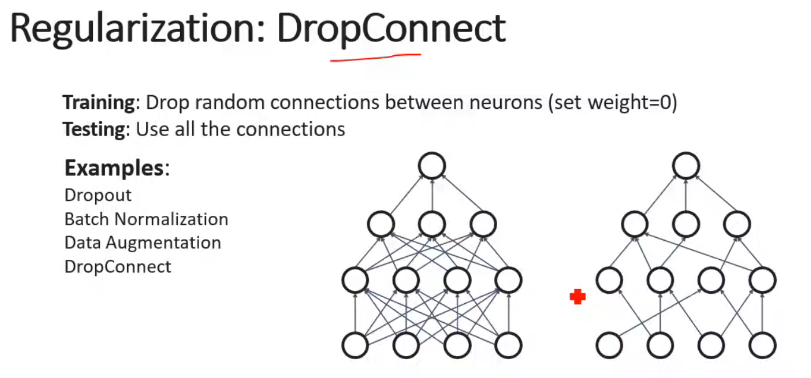 Regularization: DropConnect
Training: Drop random connections between neurons (set weight=0)
Testing: Use all the connections
Examples:
Dropout
Batch Normalization
Data Augmentation
DropConnect